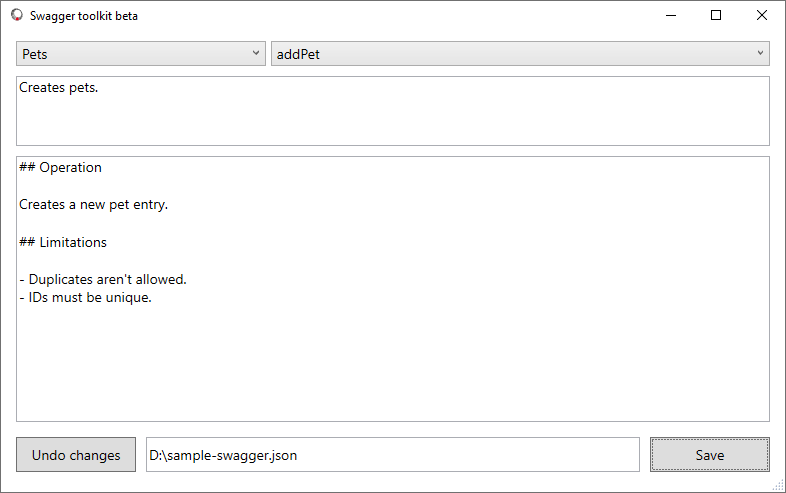 Swagger toolkit beta
Pets
addPet
Creates pets.
## Operation
Creates a new pet entry.
## Limitations
- Duplicates aren't allowed.
- IDs must be unique.
Undo changes
D:\sample-swagger.json
Save